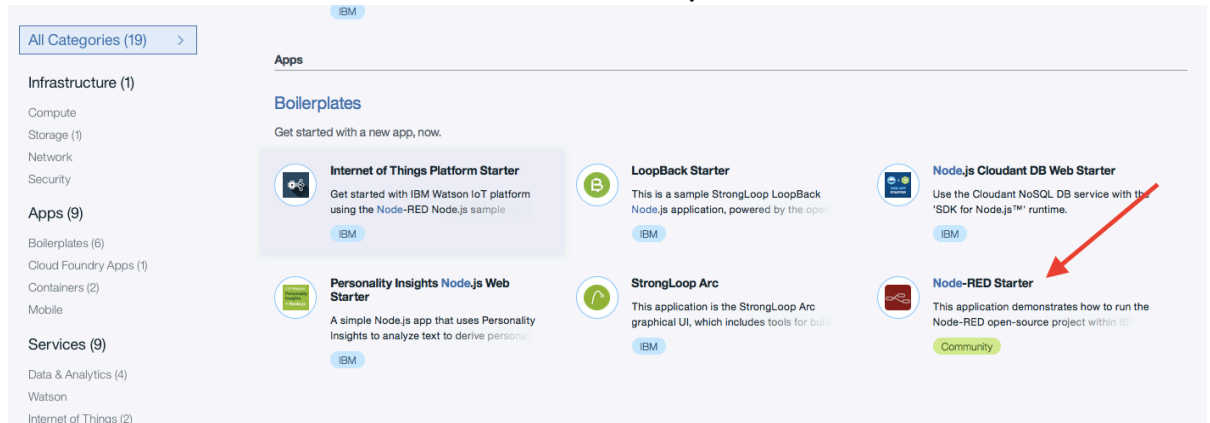 IBM
All Categories (19) >
Infrastructure (1)
Compute
Storage (1)
Network
Security
Apps (9)
Boilerplates (6)
Cloud Foundry Apps (1)
Containers (2)
Mobile
Services (9)
Data & Analytics (4)
Watson
Internet of Things (2)
Apps
Boilerplates
Get started with a new app, now.
Internet of Things Platform Starter
Get started with IBM Watson IoT platform
using the Node-RED Node.js sample
IBM
LoopBack Starter
This is a sample StrongLoop LoopBack
Node.js application, powered by the open
IBM
Node.js Cloudant DB Web Starter
Use the Cloudant NoSQL DB service with the
'SDK for Node.js™' runtime.
IBM
Personality Insights Node.js Web
Starter
A simple Node.js app that uses Personality
Insights to analyze text to derive
IBM
StrongLoop Arc
This application is the StrongLoop Arc
graphical UI, which includes tools for
IBM
Node-RED Starter
This application demonstrates how to run the
Node-RED open-source project within
Community